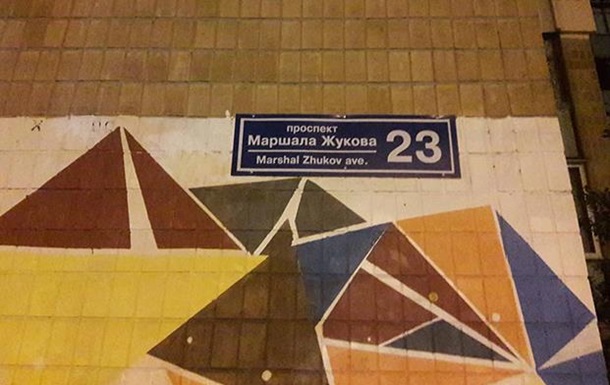 проспект
Маршала Жукова
Marshal Zhukov ave.
23